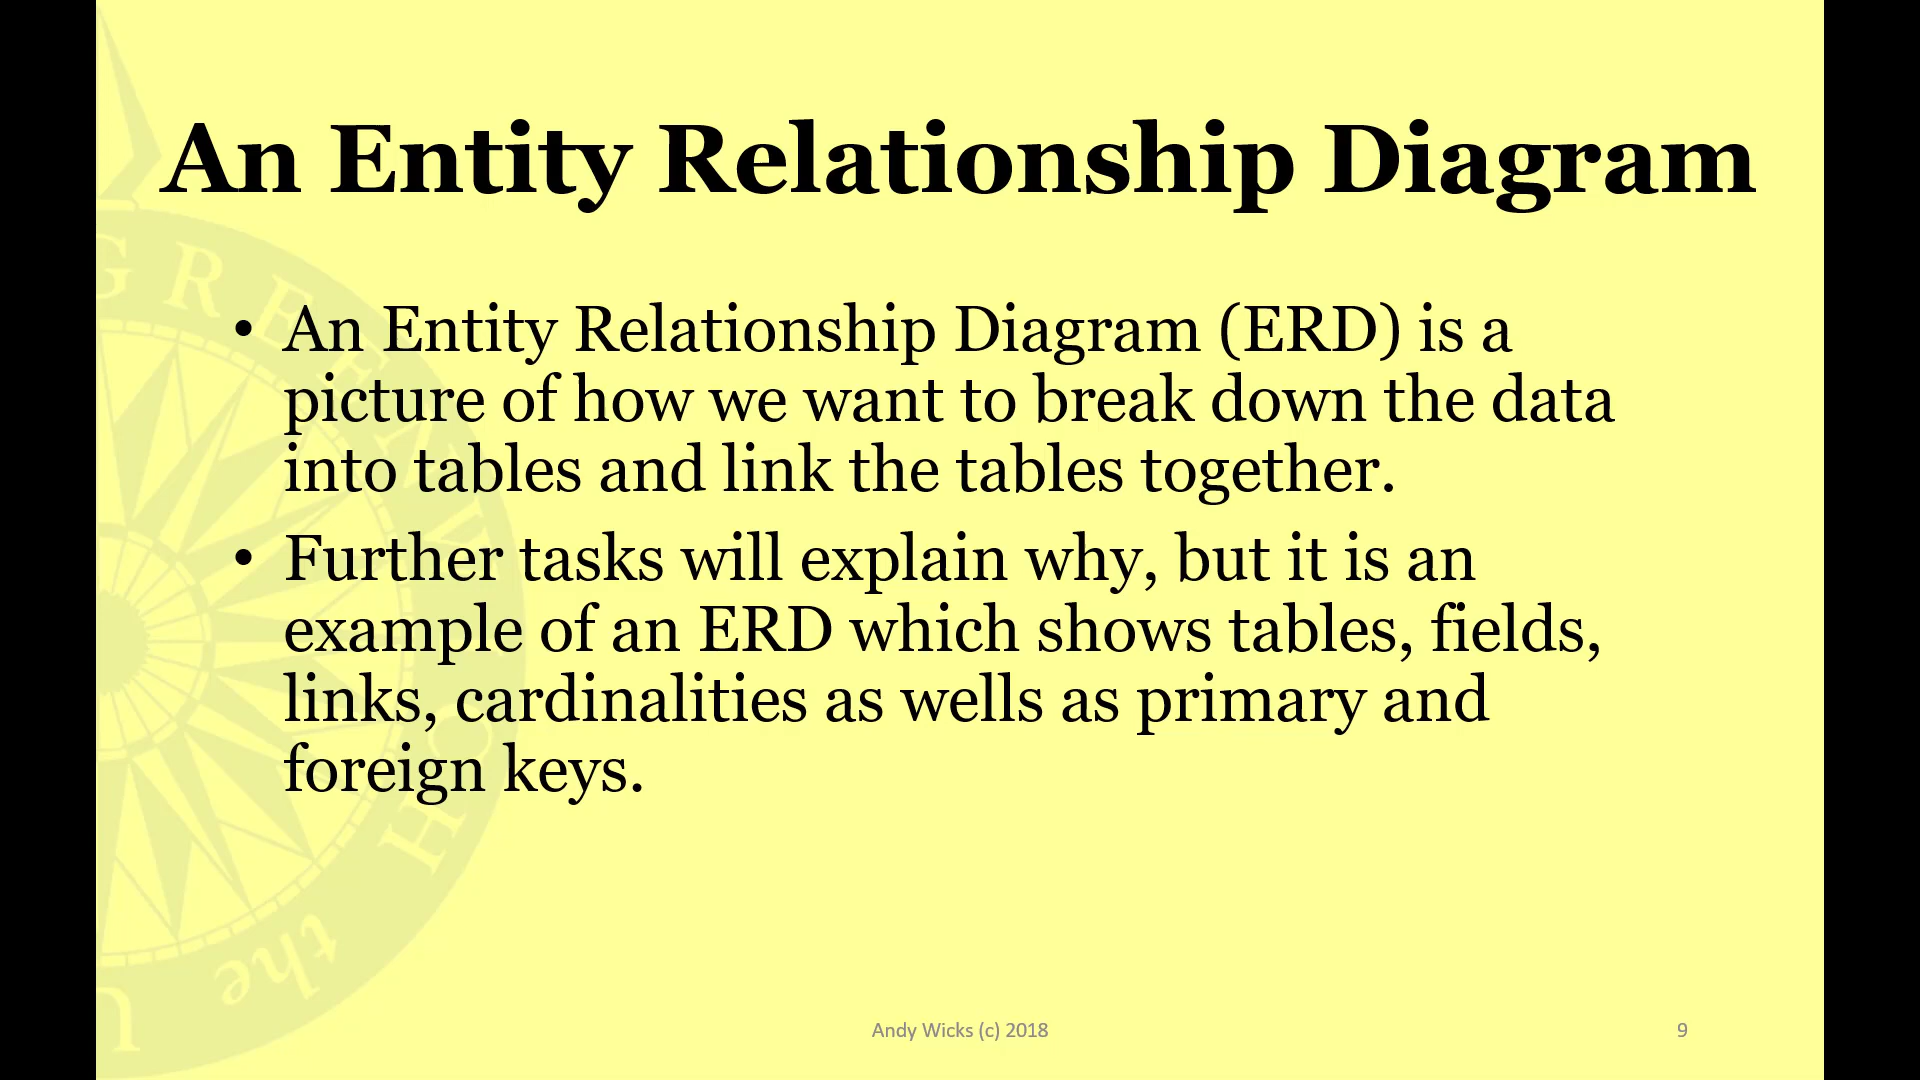 An Entity Relationship Diagram
• An Entity Relationship Diagram (ERD) is a
picture of how we want to break down the data
into tables and link the tables together.
• Further tasks will explain why, but it is an
example of an ERD which shows tables, fields,
links, cardinalities as wells as primary and
foreign keys.
Andy Wicks (c) 2018
9